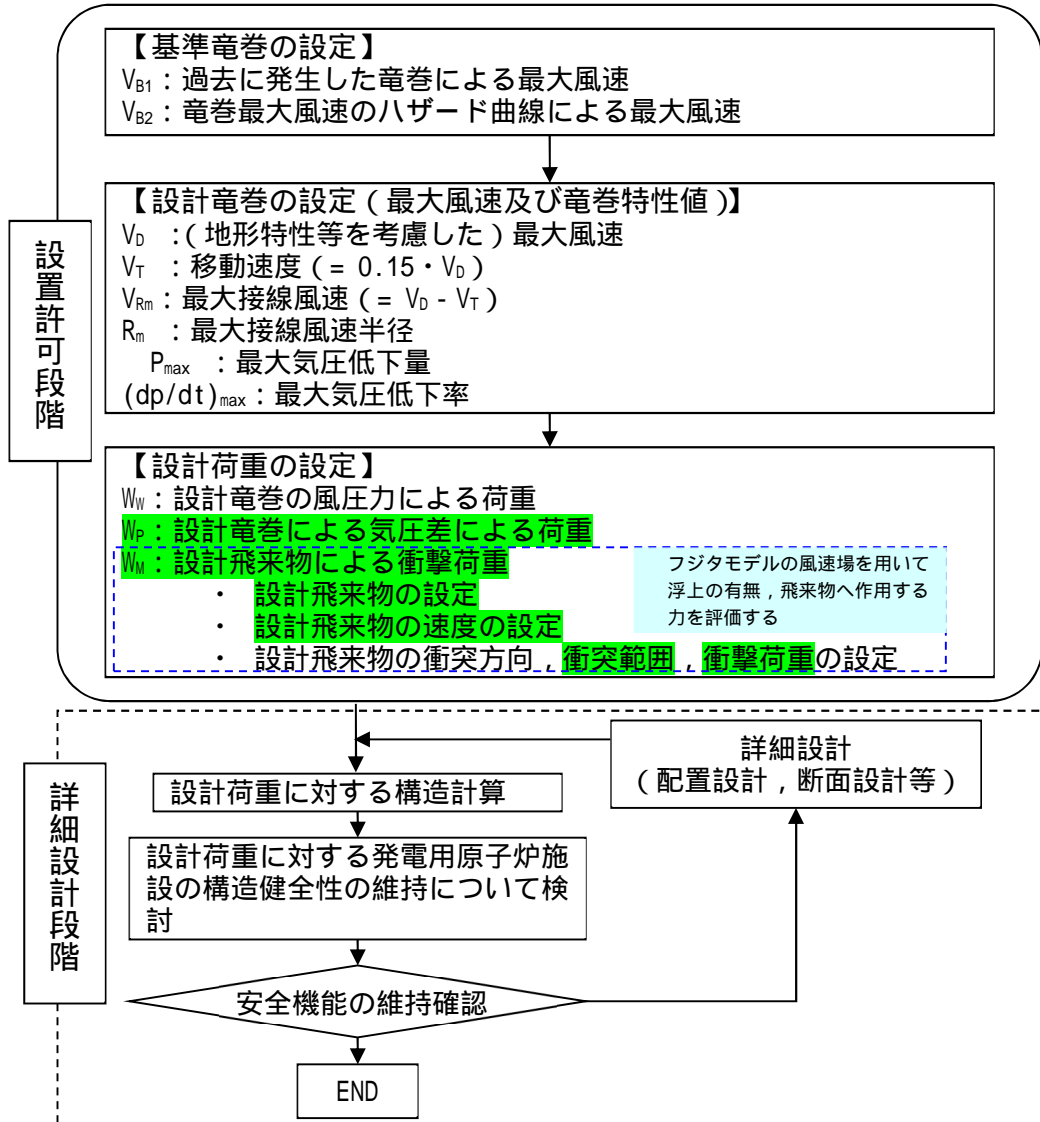 【基準竜巻の設定】
VB1：過去に発生した竜巻による最大風速
VB2：竜巻最大風速のハザード曲線による最大風速
【設計竜巻の設定（最大風速及び竜巻特性値）】
VD ：（地形特性等を考慮した）最大風速
VT ：移動速度（= 0.15・VD）
VRm：最大接線風速（= VD - VT）
Rm ：最大接線風速半径
Pmax ：最大気圧低下量
(dp/dt)max：最大気圧低下率
設置許可段階
【設計荷重の設定】
WW：設計竜巻の風圧力による荷重
WP：設計竜巻による気圧差による荷重
WM：設計飛来物による衝撃荷重
・ 設計飛来物の設定
・ 設計飛来物の速度の設定
・ 設計飛来物の衝突方向，衝突範囲，衝撃荷重の設定
フジタモデルの風速場を用いて
浮上の有無，飛来物へ作用する
力を評価する
詳細設計段階
詳細設計
（配置設計，断面設計等）
設計荷重に対する構造計算
設計荷重に対する発電用原子炉施
設の構造健全性の維持について検
討
安全機能の維持確認
END